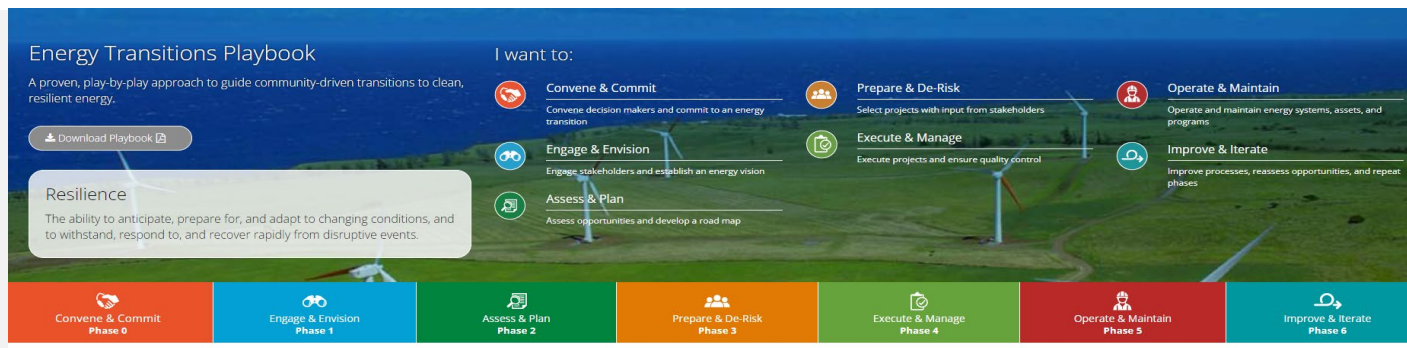 Energy Transitions Playbook
A proven, play-by-play approach to guide community-driven transitions to clean,
resilient energy.
Download Playbook
Resilience
The ability to anticipate, prepare for, and adapt to changing conditions, and
to withstand, respond to, and recover rapidly from disruptive events.
I want to:
Convene & Commit
Convene decision makers and commit to an energy
transition
Engage & Envision
Engage stakeholders and establish an energy vision
Assess & Plan
Assess opportunities and develop a road map
Prepare & De-Risk
Select projects with input from stakeholders
Execute & Manage
Execute projects and ensure quality control
Operate & Maintain
Operate and maintain energy systems, assets, and
programs
Improve & Iterate
Improve processes, reassess opportunities, and repeat
phases
Convene & Commit
Phase 0
Engage & Envision
Phase 1
Assess & Plan
Phase 2
Prepare & De-Risk
Phase 3
Execute & Manage
Phase 4
Operate & Maintain
Phase 5
Improve & Iterate
Phase 6